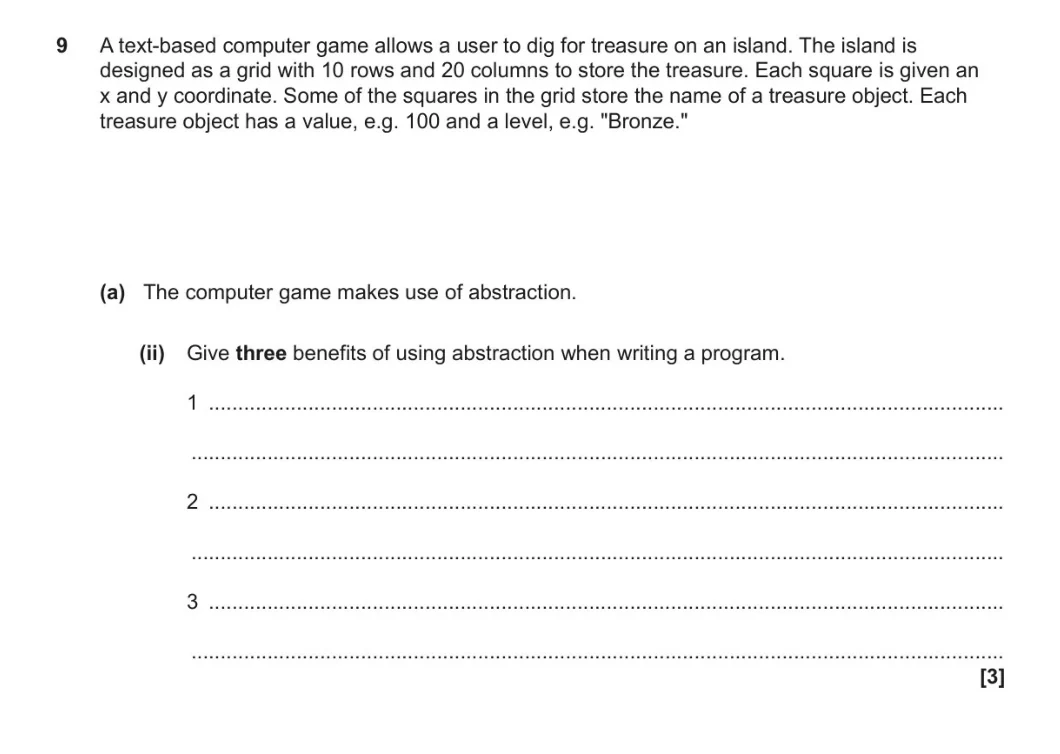 9 A text-based computer game allows a user to dig for treasure on an island. The island is
designed as a grid with 10 rows and 20 columns to store the treasure. Each square is given an
x and y coordinate. Some of the squares in the grid store the name of a treasure object. Each
treasure object has a value, e.g. 100 and a level, e.g. "Bronze."
(a) The computer game makes use of abstraction.
(ii) Give three benefits of using abstraction when writing a program.
1
2
3
[3]